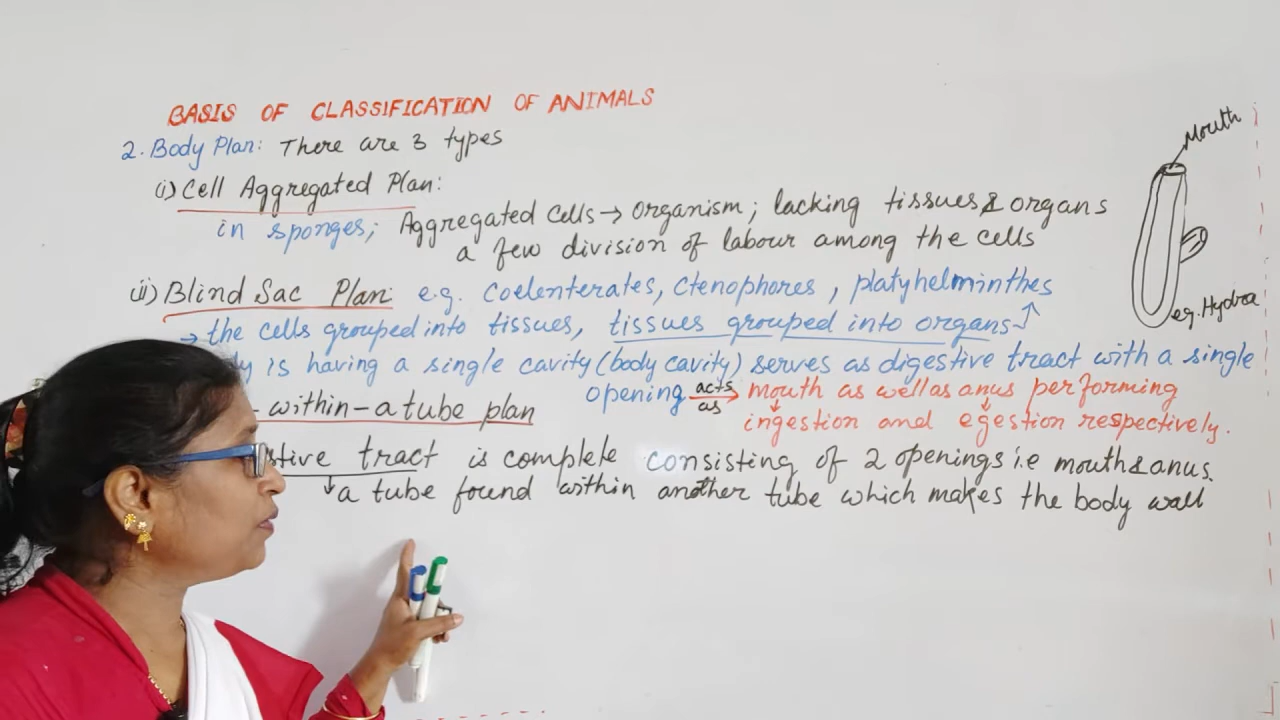 BASIS OF CLASSIFICATION OF ANIMALS
2. Body Plan: There are 3 types
(i) Cell Aggregated Plan:
in sponges; Aggregated cells → Organism; lacking tissues & organs
a few division of labour among the cells
ii) Blind Sac Plan e.g. Coelenterates, Ctenophores, platyhelminthes
→ the cells grouped into tissues, tissues grouped into organs
is having a single cavity (body cavity) serves as digestive tract with a single
opening acts as → mouth as well as anus performing
ingestion and egestion respectively.
- within - a tube plan
tract is complete consisting of 2 openings i.e mouth & anus.
↳ a tube found within another tube which makes the body wall
Mouth
eg. Hydra